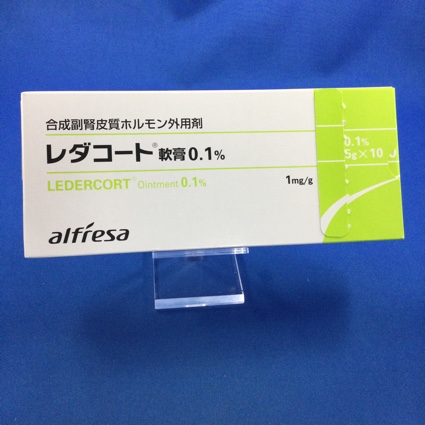 合成副腎皮質ホルモン外用剤
レダコート® 軟膏0.1%
LEDERCORT® Ointment 0.1%
1mg/g
alfresa
0.1%
5g×10